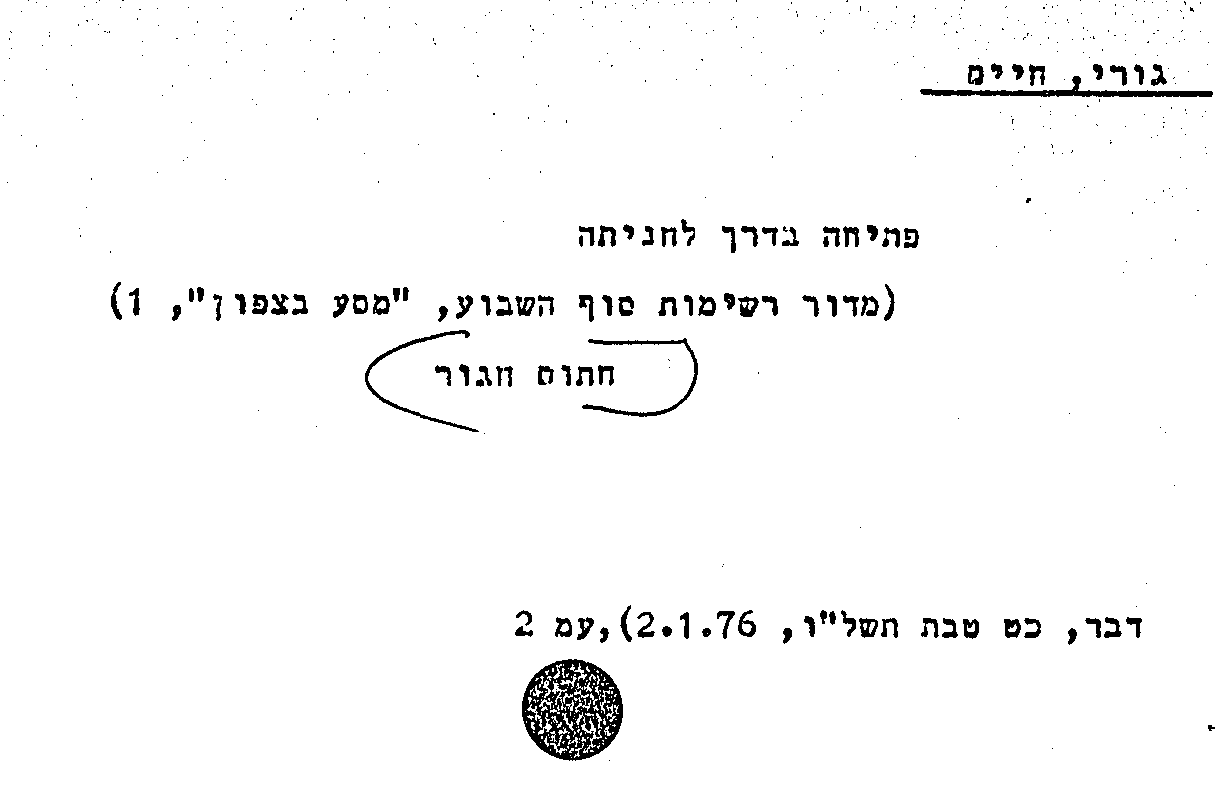 גורי, חיים
פתיחה בדרך לחניתה
(מדור רשימות סוף השבוע, "מסע בצפון", 1)
חתום חגור
דבר, כט טבת תשל"ו, 2.1.76),עמ 2